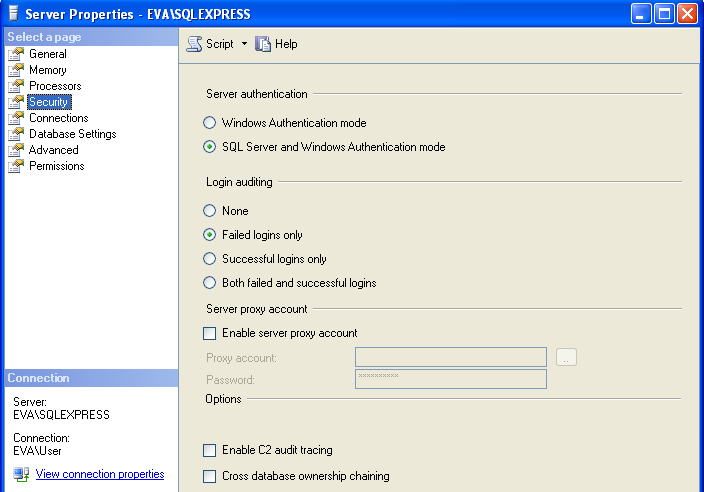 Server Properties - EVA\SQLEXPRESS
Select a page
General
Memory
Processors
Security
Connections
Database Settings
Advanced
Permissions
Connection
Server:
EVA\SQLEXPRESS
Connection:
EVA\User
View connection properties
Script
Help
Server authentication
Windows Authentication mode
SQL Server and Windows Authentication mode
Login auditing
None
Failed logins only
Successful logins only
Both failed and successful logins
Server proxy account
Enable server proxy account
Proxy account:
..
Password:
**********
Options
Enable C2 audit tracing
Cross database ownership chaining